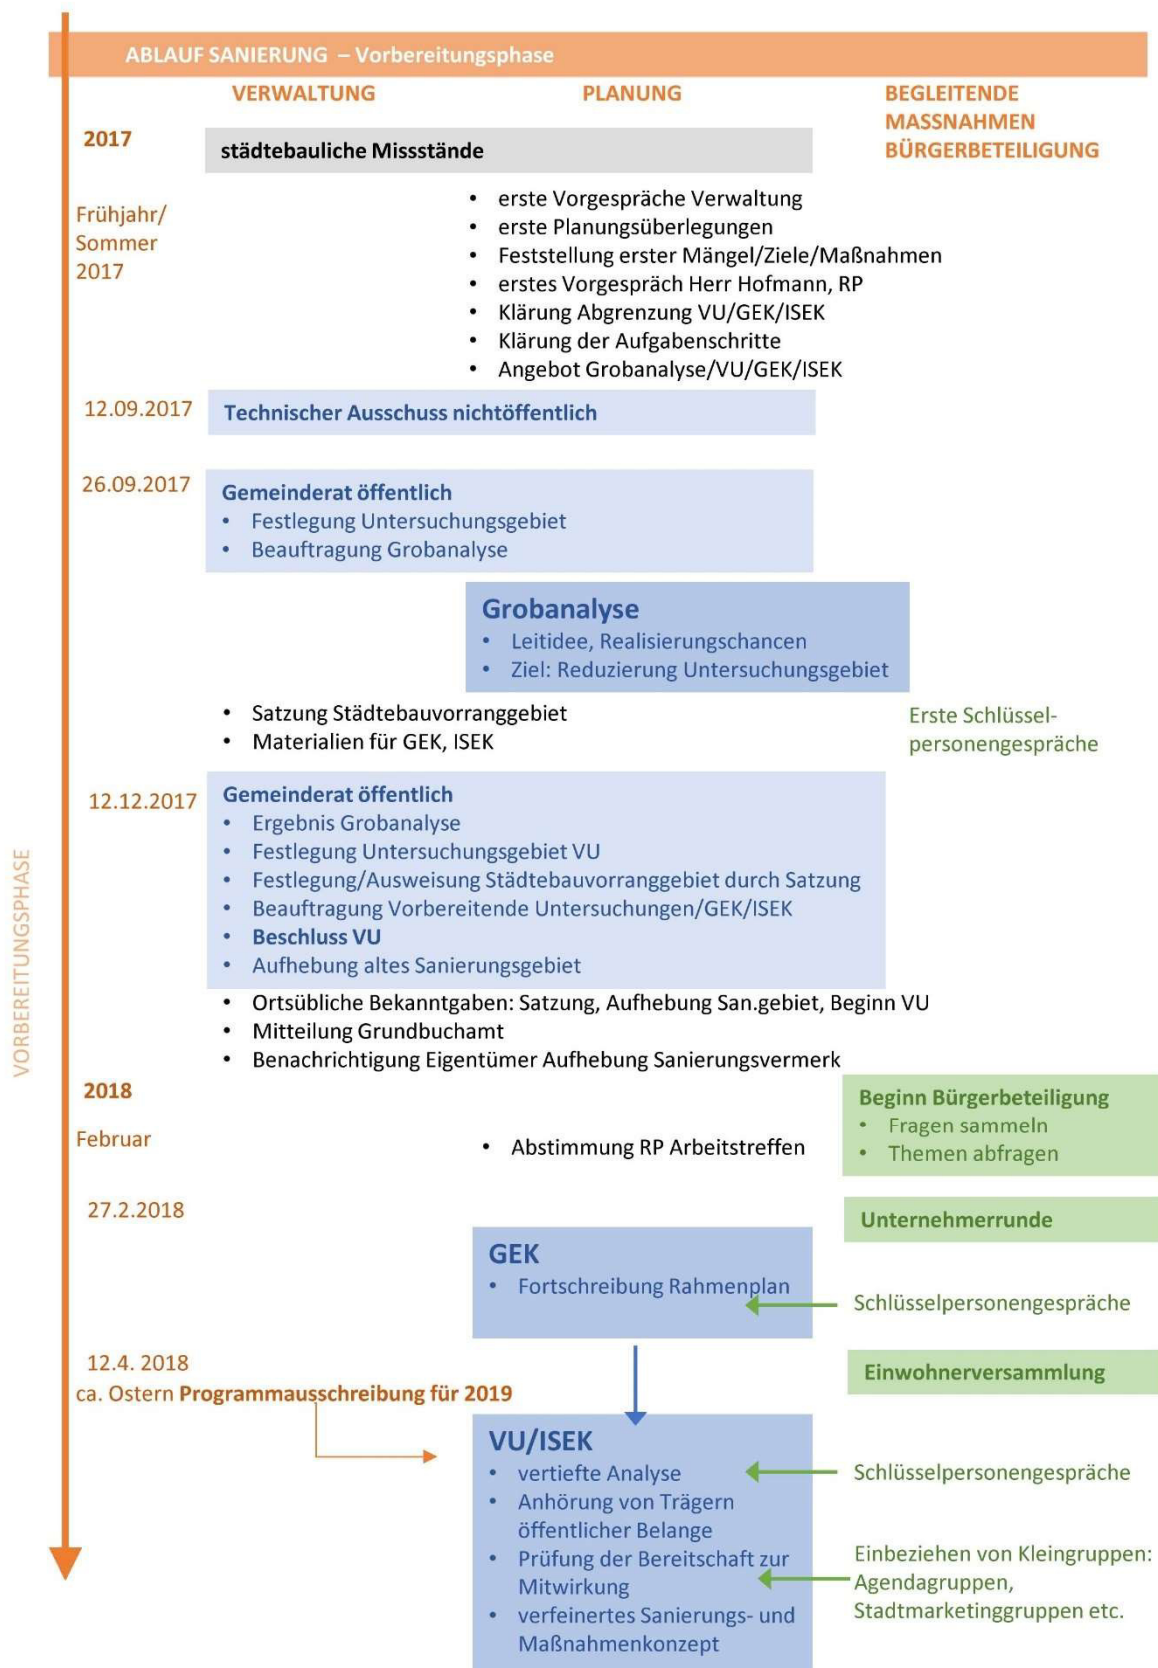 ABLAUF SANIERUNG – Vorbereitungsphase
VERWALTUNG
PLANUNG
BEGLEITENDE
MASSNAHMEN
BÜRGERBETEILIGUNG
2017
städtebauliche Missstände
Frühjahr/
Sommer
2017
• erste Vorgespräche Verwaltung
• erste Planungsüberlegungen
• Feststellung erster Mängel/Ziele/Maßnahmen
• erstes Vorgespräch Herr Hofmann, RP
• Klärung Abgrenzung VU/GEK/ISEK
• Klärung der Aufgabenschritte
• Angebot Grobanalyse/VU/GEK/ISEK
12.09.2017
Technischer Ausschuss nichtöffentlich
26.09.2017
Gemeinderat öffentlich
• Festlegung Untersuchungsgebiet
• Beauftragung Grobanalyse
Grobanalyse
• Leitidee, Realisierungschancen
• Ziel: Reduzierung Untersuchungsgebiet
• Satzung Städtebauvorranggebiet
• Materialien für GEK, ISEK
Erste Schlüssel-
personengespräche
12.12.2017
Gemeinderat öffentlich
• Ergebnis Grobanalyse
• Festlegung Untersuchungsgebiet VU
• Festlegung/Ausweisung Städtebauvorranggebiet durch Satzung
• Beauftragung Vorbereitende Untersuchungen/GEK/ISEK
• Beschluss VU
• Aufhebung altes Sanierungsgebiet
• Ortsübliche Bekanntgaben: Satzung, Aufhebung San.gebiet, Beginn VU
• Mitteilung Grundbuchamt
• Benachrichtigung Eigentümer Aufhebung Sanierungsvermerk
VORBEREITUNGSPHASE
2018
Februar
• Abstimmung RP Arbeitstreffen
Beginn Bürgerbeteiligung
• Fragen sammeln
• Themen abfragen
27.2.2018
Unternehmerrunde
GEK
• Fortschreibung Rahmenplan
Schlüsselpersonengespräche
12.4. 2018
Einwohnerversammlung
ca. Ostern Programmausschreibung für 2019
VU/ISEK
• vertiefte Analyse
• Anhörung von Trägern
öffentlicher Belange
• Prüfung der Bereitschaft zur
Mitwirkung
• verfeinertes Sanierungs- und
Maßnahmenkonzept
Schlüsselpersonengespräche
Einbeziehen von Kleingruppen:
Agendagruppen,
Stadtmarketinggruppen etc.